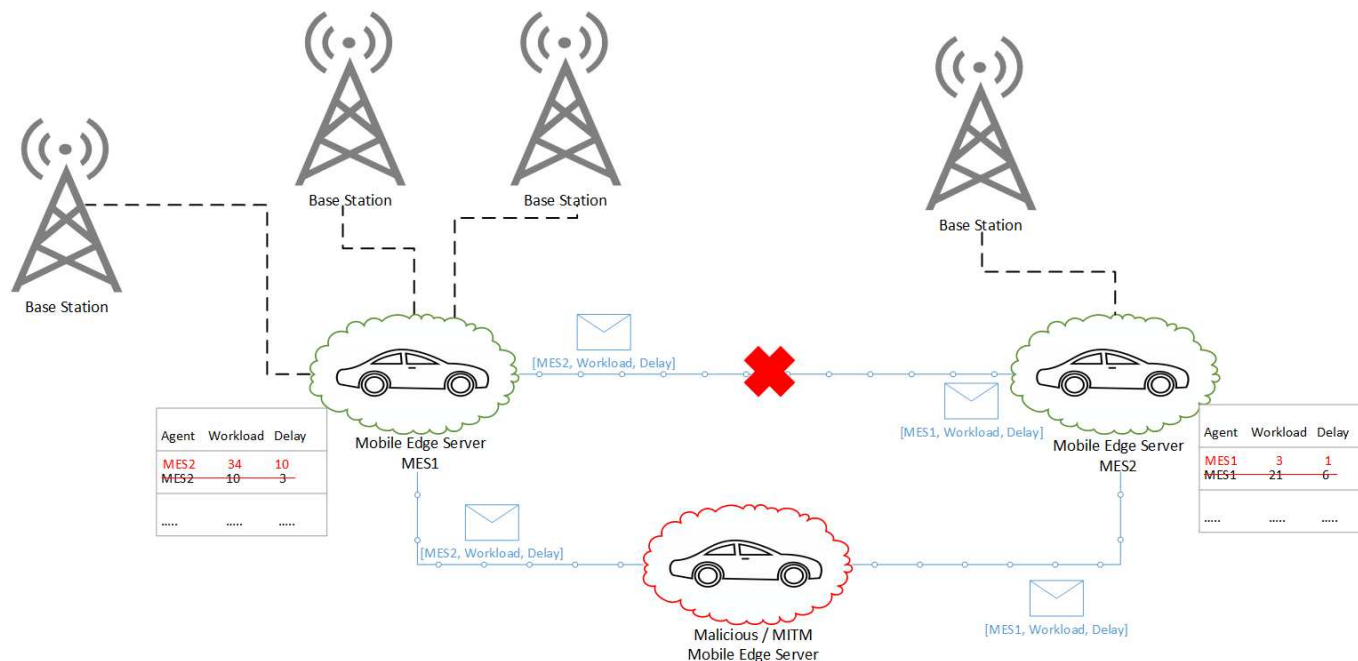 Base Station
Base Station
Base Station
Base Station
[MES2, Workload, Delay]
[MES1, Workload, Delay]
Mobile Edge Server
MES1
Mobile Edge Server
MES2
Agent Workload Delay
MES2 34 10
MES2 10 3
..... ..... .....
Agent Workload Delay
MES1 3 1
MES1 21 6
..... ..... .....
[MES2, Workload, Delay]
[MES1, Workload, Delay]
Malicious / MITM
Mobile Edge Server